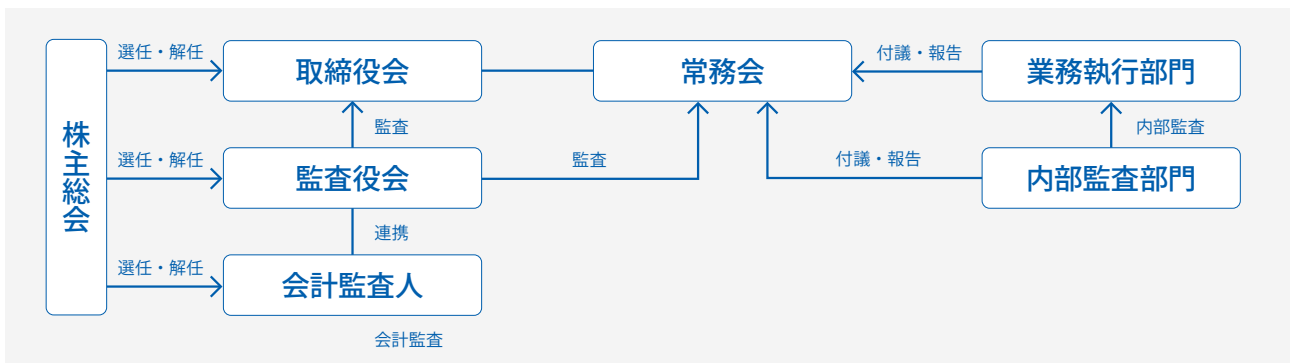 株主総会
選任・解任
取締役会
常務会
付議・報告
業務執行部門
監査
内部監査
選任・解任
監査役会
監査
付議・報告
内部監査部門
連携
選任・解任
会計監査人
会計監査